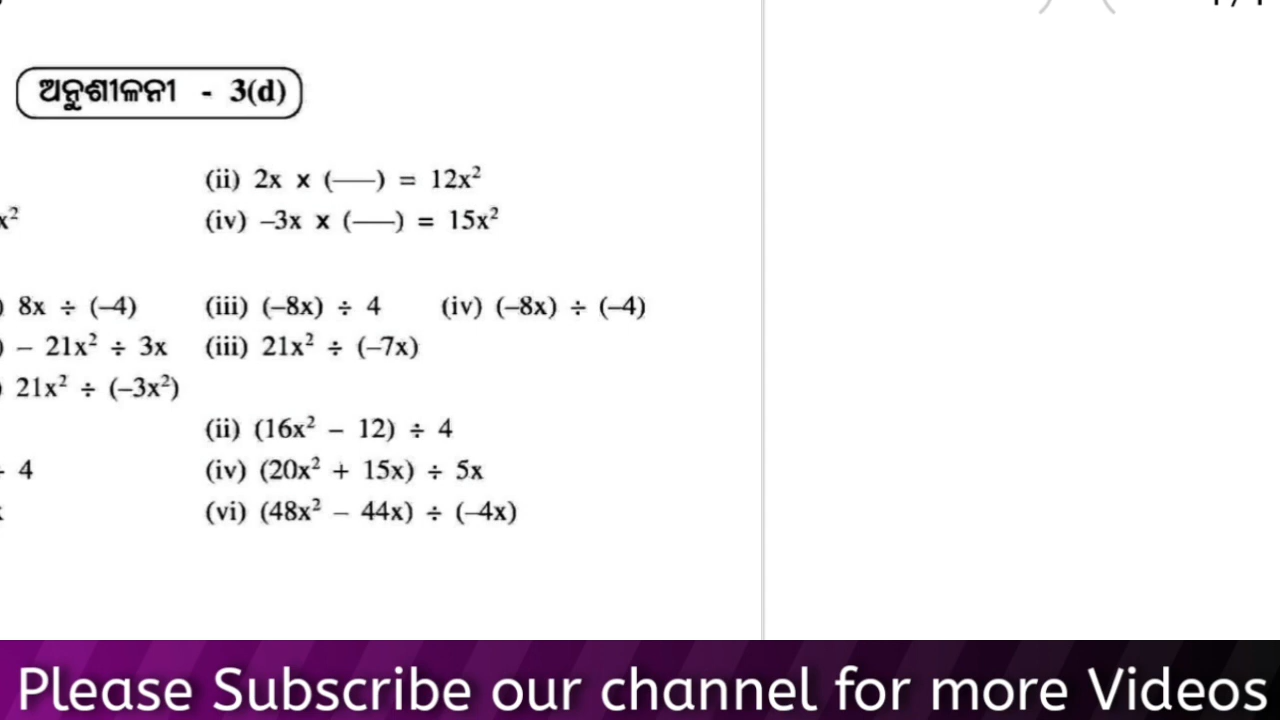 ଅନୁଶୀଳନୀ - 3(d)
(ii) 2x x (—) = 12x²
x² (iv) –3x x (—) = 15x²
) 8x ÷ (–4) (iii) (–8x) ÷ 4 (iv) (–8x) ÷ (–4)
) – 21x² ÷ 3x (iii) 21x² ÷ (–7x)
) 21x² ÷ (–3x²)
(ii) (16x² – 12) ÷ 4
4 (iv) (20x² + 15x) ÷ 5x
(vi) (48x² – 44x) ÷ (–4x)
Please Subscribe our channel for more Videos